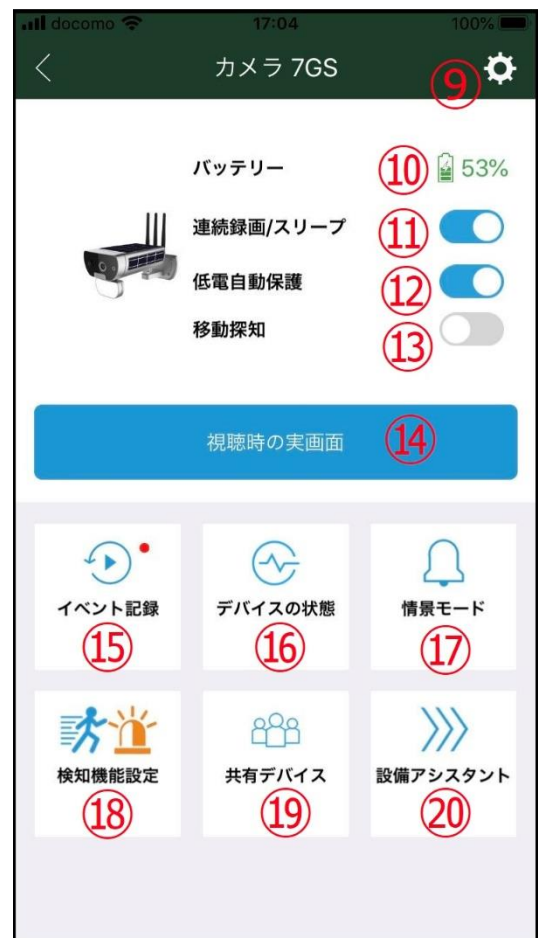 docomo 17:04 100%
カメラ 7GS ⑨
バッテリー ⑩ 53%
連続録画/スリープ ⑪
低電自動保護 ⑫
移動探知 ⑬
視聴時の実画面 ⑭
イベント記録 デバイスの状態 情景モード
⑮ ⑯ ⑰
検知機能設定 共有デバイス 設備アシスタント
⑱ ⑲ ⑳